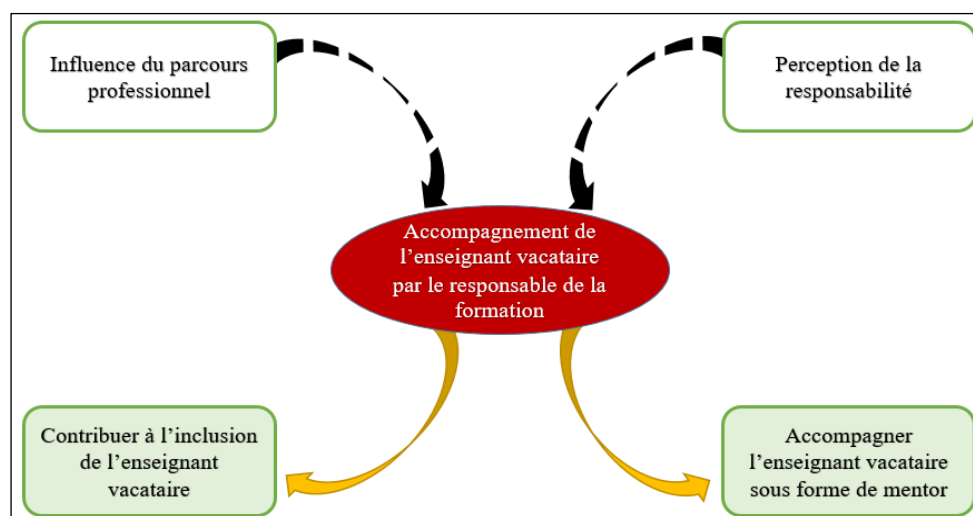 Influence du parcours
professionnel
Perception de la
responsabilité
Accompagnement de
l’enseignant vacataire
par le responsable de la
formation
Contribuer à l’inclusion
de l’enseignant
vacataire
Accompagner
l’enseignant vacataire
sous forme de mentor